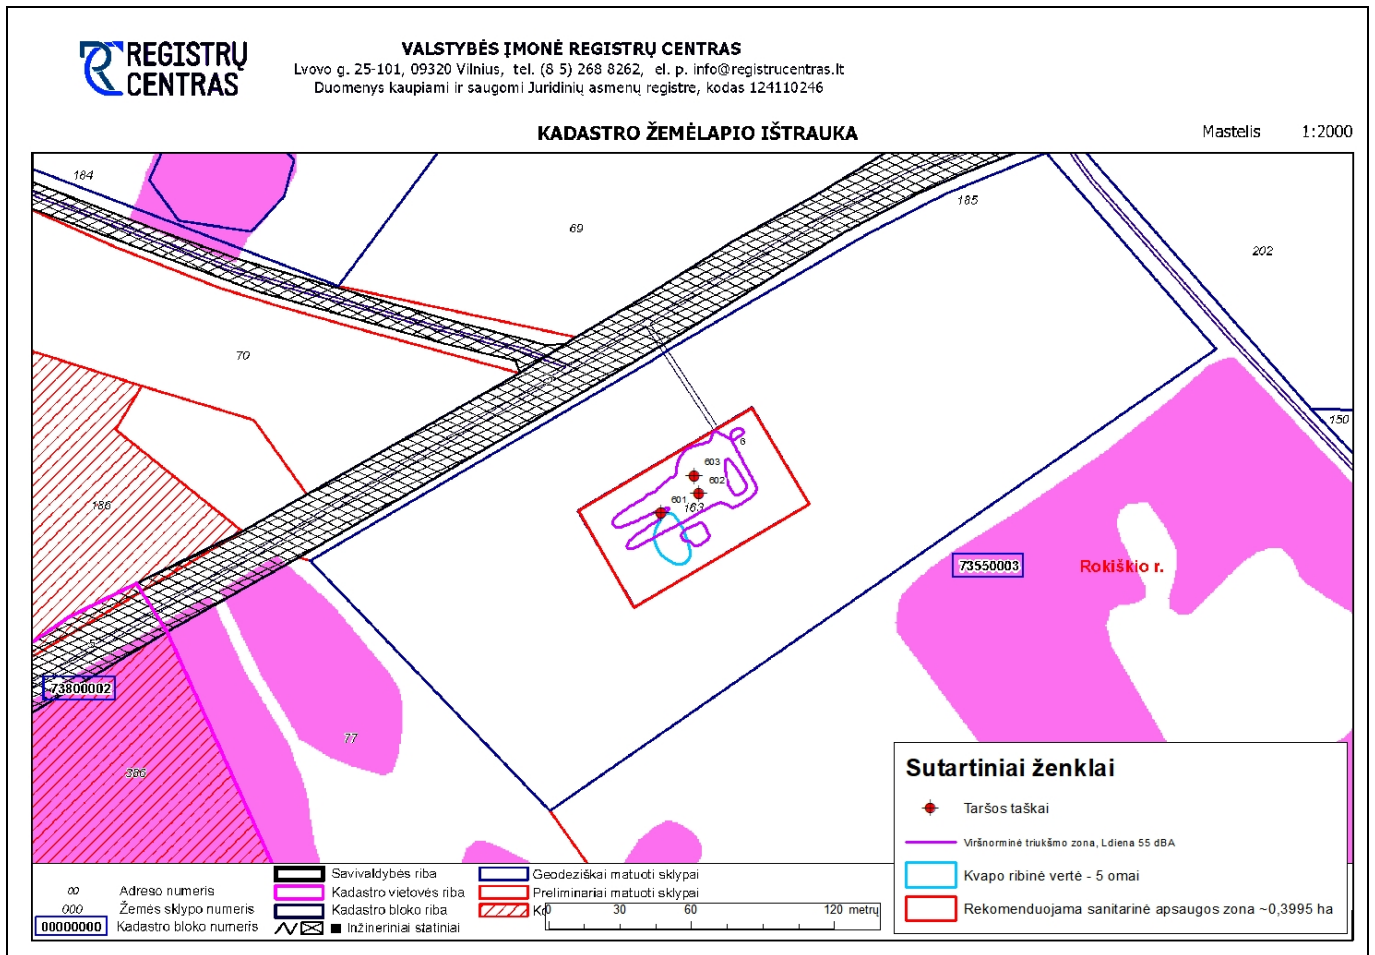 REGISTRŲ
CENTRAS
VALSTYBĖS ĮMONĖ REGISTRŲ CENTRAS
Lvovo g. 25-101, 09320 Vilnius, tel. (8 5) 268 8262, el. p. info@registrucentras.lt
Duomenys kaupiami ir saugomi Juridinių asmenų registre, kodas 124110246
KADASTRO ŽEMĖLAPIO IŠTRAUKA
Mastelis 1:2000
184
69
185
202
70
150
6
603
602
601
163
186
73550003
Rokiškio r.
5
73800002
77
386
Sutartiniai ženklai
Taršos taškai
Viršnorminė triukšmo zona, Ldiena 55 dBA
Kvapo ribinė vertė - 5 omai
Rekomenduojama sanitarinė apsaugos zona ~0,3995 ha
00 Adreso numeris
000 Žemės sklypo numeris
00000000 Kadastro bloko numeris
Savivaldybės riba
Kadastro vietovės riba
Kadastro bloko riba
Inžineriniai statiniai
Geodeziškai matuoti sklypai
Preliminariai matuoti sklypai
0 30 60 120 metrų